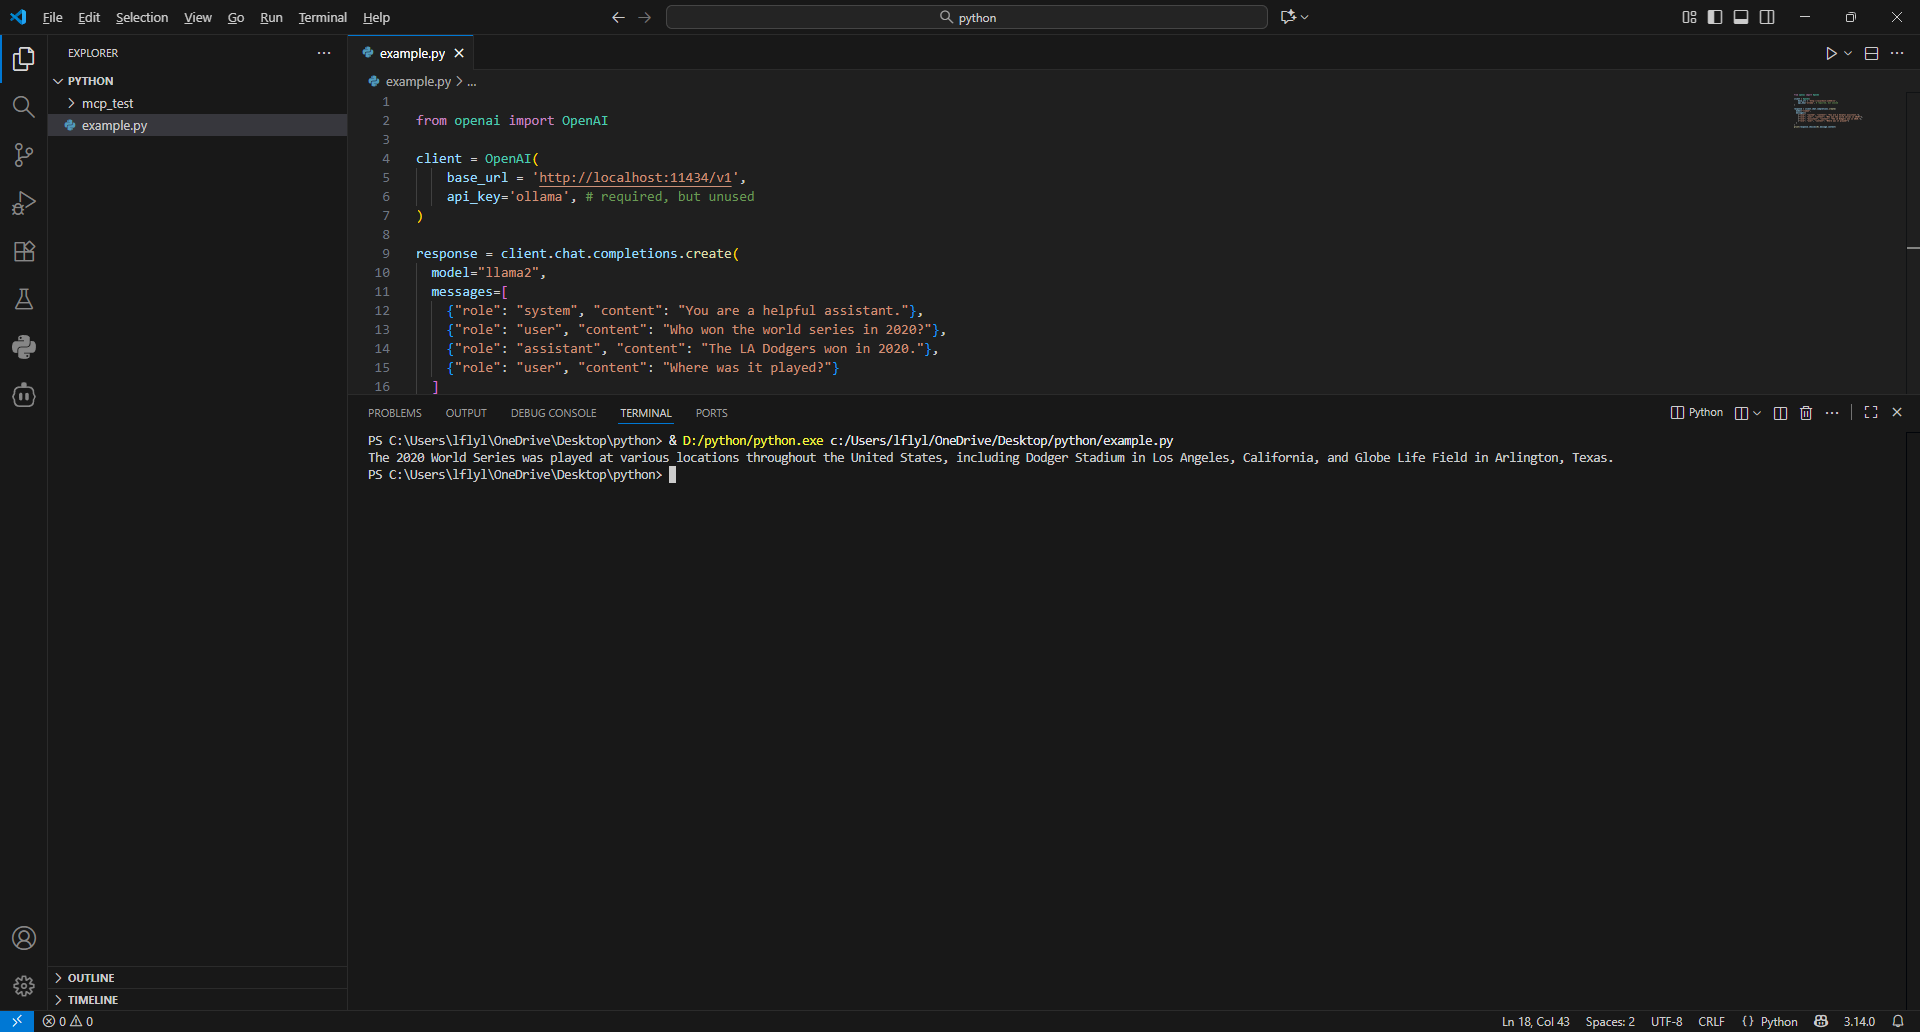 File Edit Selection View Go Run Terminal Help
python
EXPLORER
PYTHON
mcp_test
example.py
OUTLINE
TIMELINE
example.py
example.py > ...
1
2 from openai import OpenAI
3
4 client = OpenAI(
5 base_url = 'http://localhost:11434/v1',
6 api_key='ollama', # required, but unused
7 )
8
9 response = client.chat.completions.create(
10 model="llama2",
11 messages=[
12 {"role": "system", "content": "You are a helpful assistant."},
13 {"role": "user", "content": "Who won the world series in 2020?"},
14 {"role": "assistant", "content": "The LA Dodgers won in 2020."},
15 {"role": "user", "content": "Where was it played?"}
16 ]
PROBLEMS OUTPUT DEBUG CONSOLE TERMINAL PORTS
Python
PS C:\Users\lflyl\OneDrive\Desktop\python> & D:/python/python.exe c:/Users/lflyl/OneDrive/Desktop/python/example.py
The 2020 World Series was played at various locations throughout the United States, including Dodger Stadium in Los Angeles, California, and Globe Life Field in Arlington, Texas.
PS C:\Users\lflyl\OneDrive\Desktop\python>
0 0
Ln 18, Col 43 Spaces: 2 UTF-8 CRLF {} Python 3.14.0